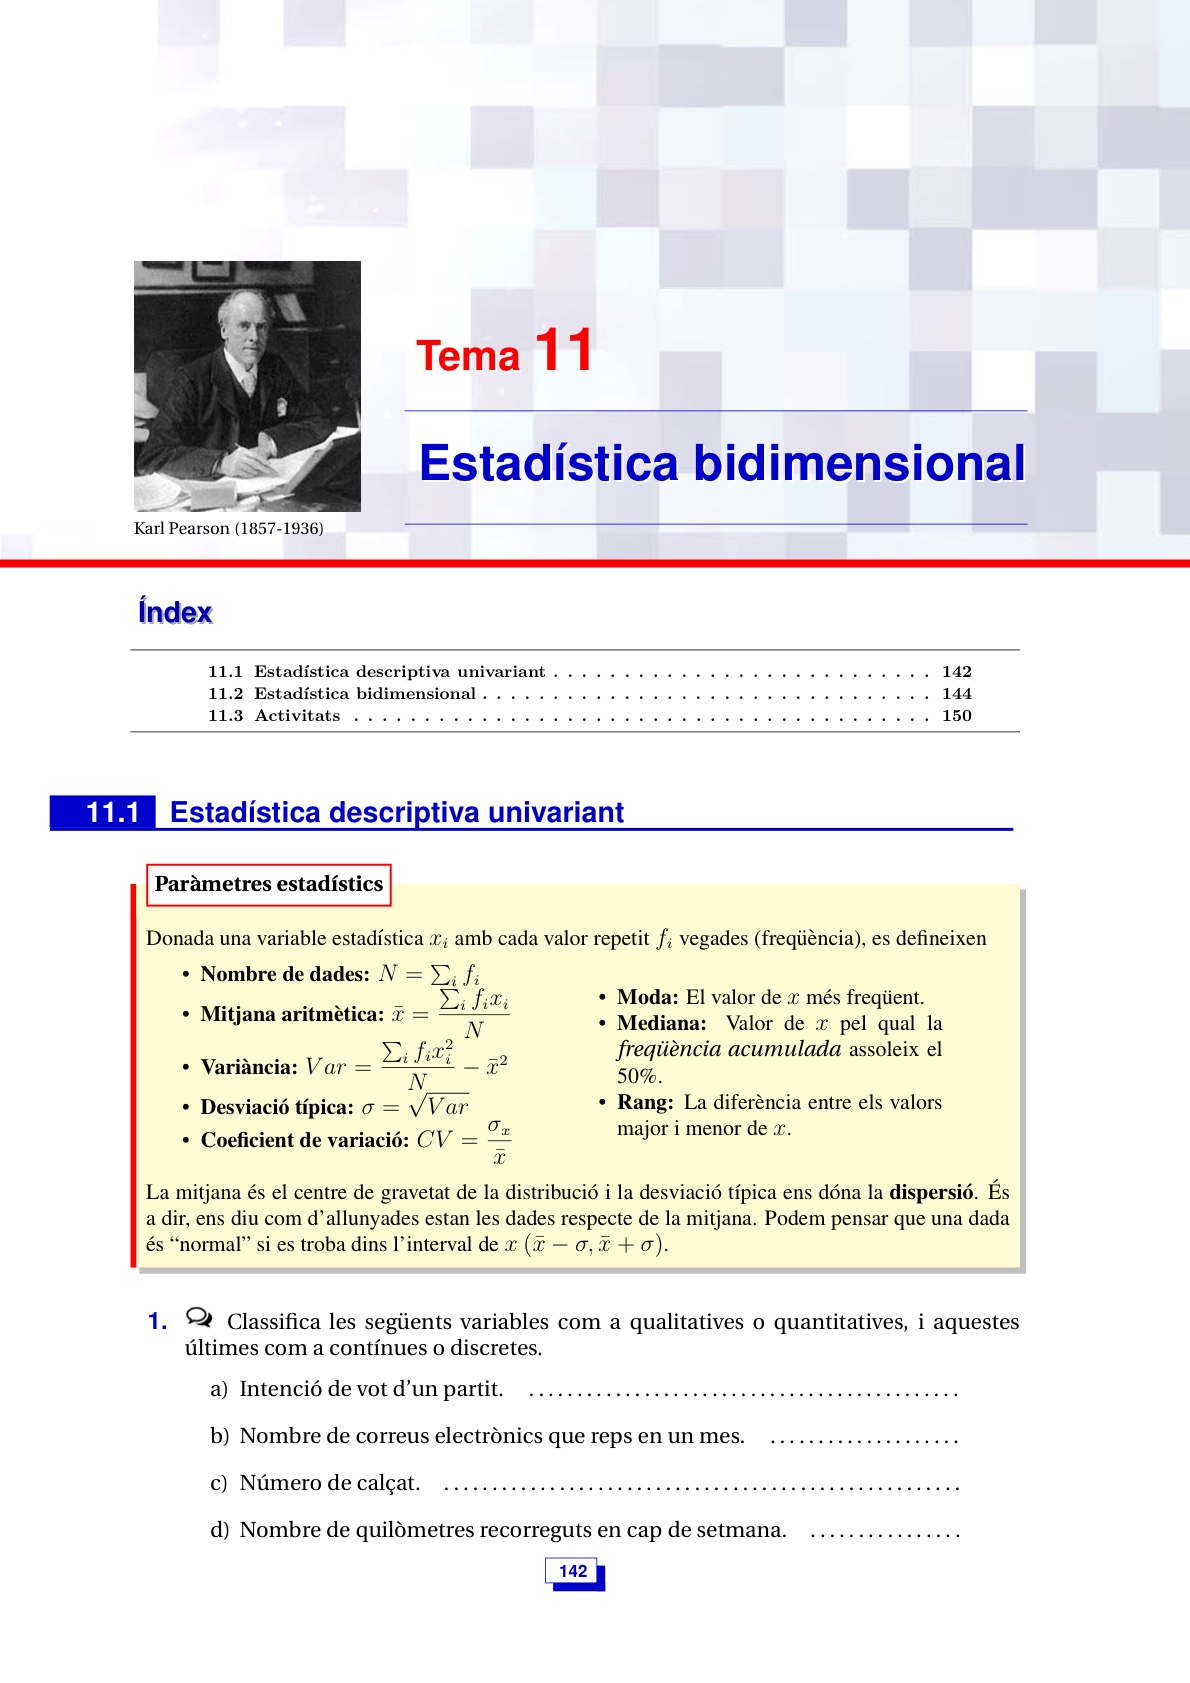 Tema 11
Estadística bidimensional
Karl Pearson (1857-1936)
Índex
11.1 Estadística descriptiva univariant . . . . . . . . . . . . . . . . . . . . . . . . . . . 142
11.2 Estadística bidimensional . . . . . . . . . . . . . . . . . . . . . . . . . . . . . . . . 144
11.3 Activitats . . . . . . . . . . . . . . . . . . . . . . . . . . . . . . . . . . . . . . . . . 150
11.1 Estadística descriptiva univariant
Paràmetres estadístics
Donada una variable estadística $x_i$ amb cada valor repetit $f_i$ vegades (freqüència), es defineixen
• Nombre de dades: $N = \sum_i f_i$
• Mitjana aritmètica: $\bar{x} = \frac{\sum_i f_i x_i}{N}$
• Variància: $Var = \frac{\sum_i f_i x_i^2}{N} - \bar{x}^2$
• Desviació típica: $\sigma = \sqrt{Var}$
• Coeficient de variació: $CV = \frac{\sigma_x}{\bar{x}}$
• Moda: El valor de $x$ més freqüent.
• Mediana: Valor de $x$ pel qual la
freqüència acumulada assoleix el
50%.
• Rang: La diferència entre els valors
major i menor de $x$.
La mitjana és el centre de gravetat de la distribució i la desviació típica ens dóna la dispersió. És
a dir, ens diu com d'allunyades estan les dades respecte de la mitjana. Podem pensar que una dada
és “normal” si es troba dins l'interval de $x$ $(\bar{x} - \sigma, \bar{x} + \sigma)$.
1. Classifica les següents variables com a qualitatives o quantitatives, i aquestes
últimes com a contínues o discretes.
a) Intenció de vot d'un partit. . . . . . . . . . . . . . . . . . . . . . . . . . . . . . . . . . . . . . . . . . . . . .
b) Nombre de correus electrònics que reps en un mes. . . . . . . . . . . . . . . . . . . . .
c) Número de calçat. . . . . . . . . . . . . . . . . . . . . . . . . . . . . . . . . . . . . . . . . . . . . . . . . . . . . . .
d) Nombre de quilòmetres recorreguts en cap de setmana. . . . . . . . . . . . . . . . .
142